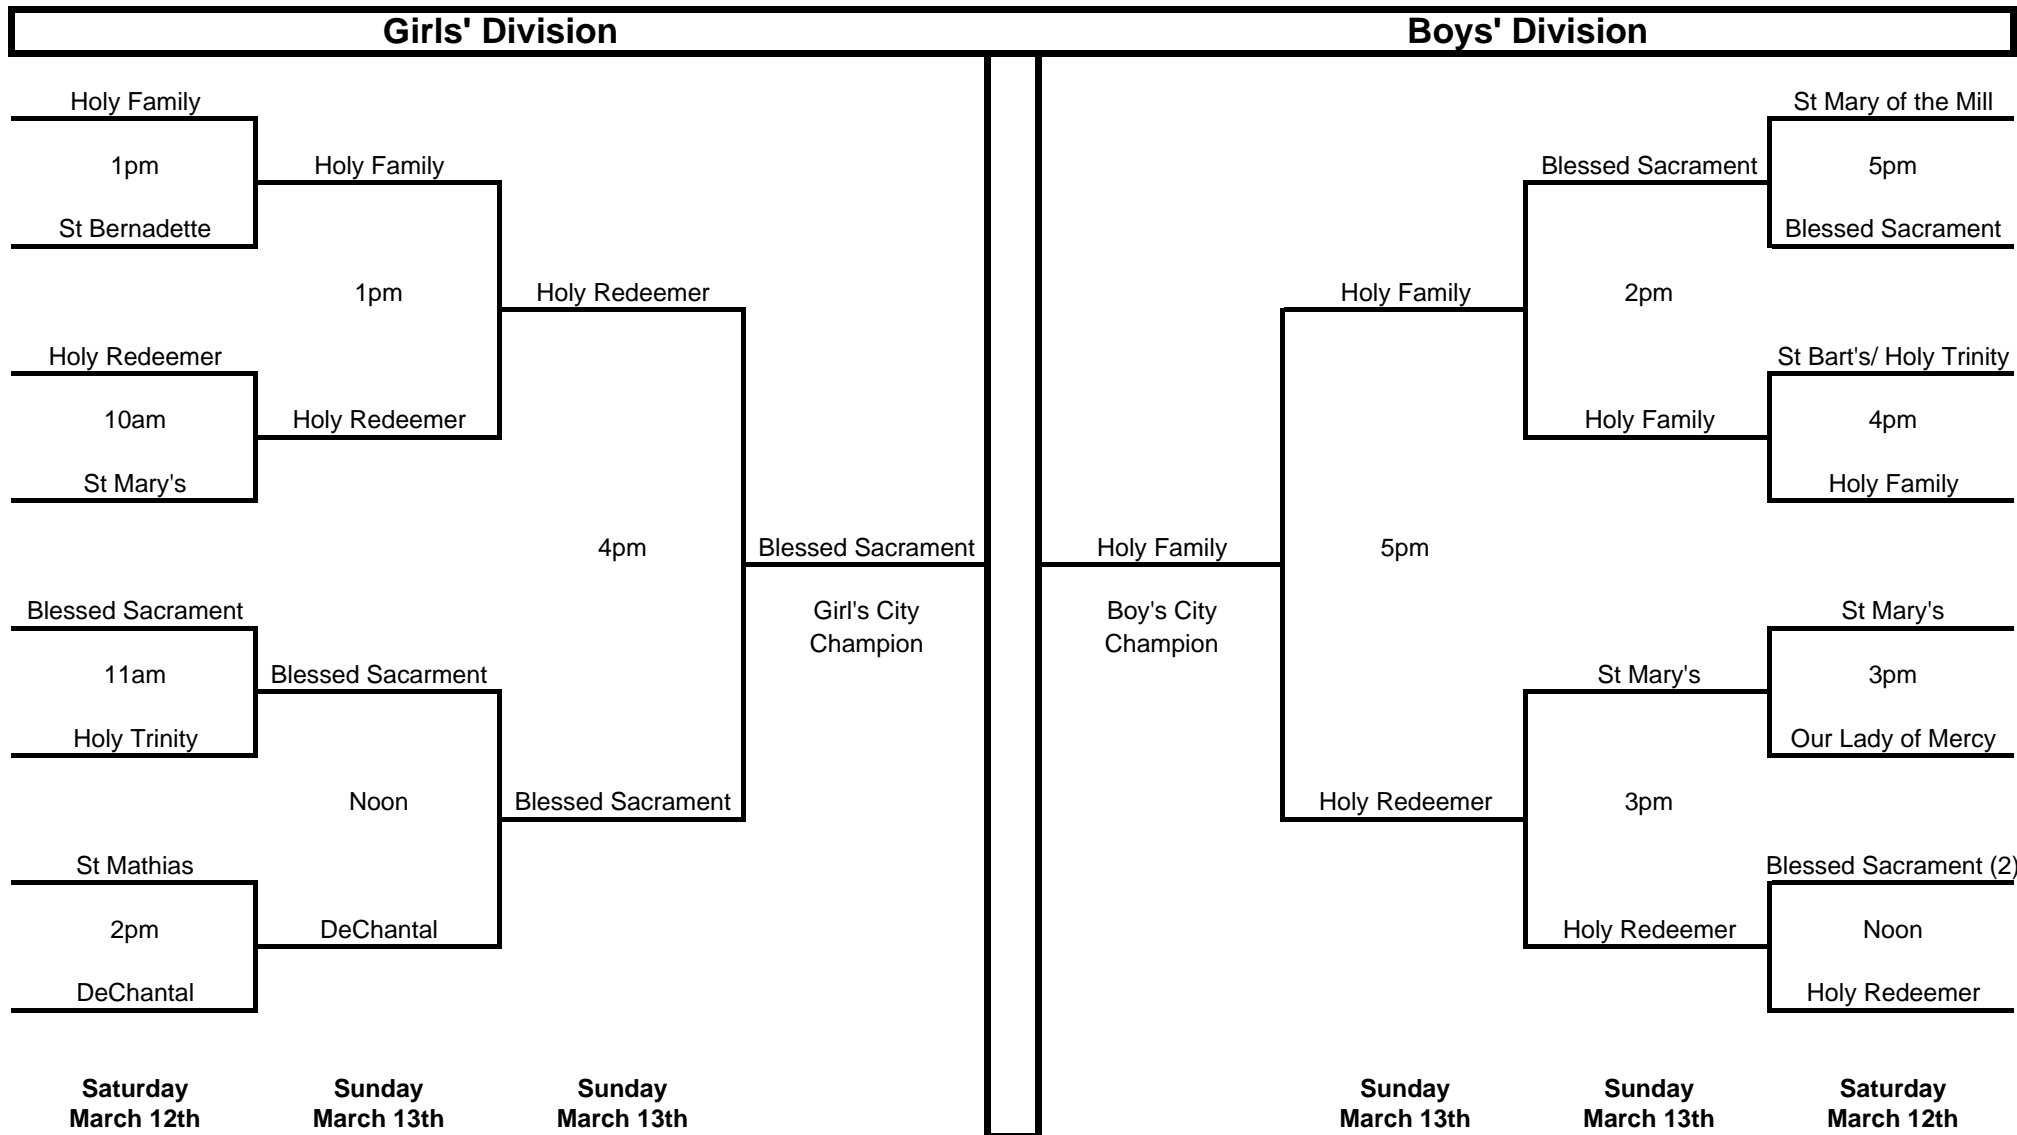 Girls' Division
Boys' Division
Holy Family
St Mary of the Mill
1pm
Holy Family
Blessed Sacrament
5pm
St Bernadette
Blessed Sacrament
1pm
Holy Redeemer
Holy Family
2pm
Holy Redeemer
St Bart's/ Holy Trinity
10am
Holy Redeemer
Holy Family
4pm
St Mary's
Holy Family
4pm
Blessed Sacrament
Holy Family
5pm
Blessed Sacrament
Girl's City
Champion
Boy's City
Champion
St Mary's
11am
Blessed Sacarment
St Mary's
3pm
Holy Trinity
Our Lady of Mercy
Noon
Blessed Sacrament
Holy Redeemer
3pm
St Mathias
Blessed Sacrament (2)
2pm
DeChantal
Holy Redeemer
Noon
DeChantal
Holy Redeemer
Saturday
March 12th
Sunday
March 13th
Sunday
March 13th
Sunday
March 13th
Sunday
March 13th
Saturday
March 12th